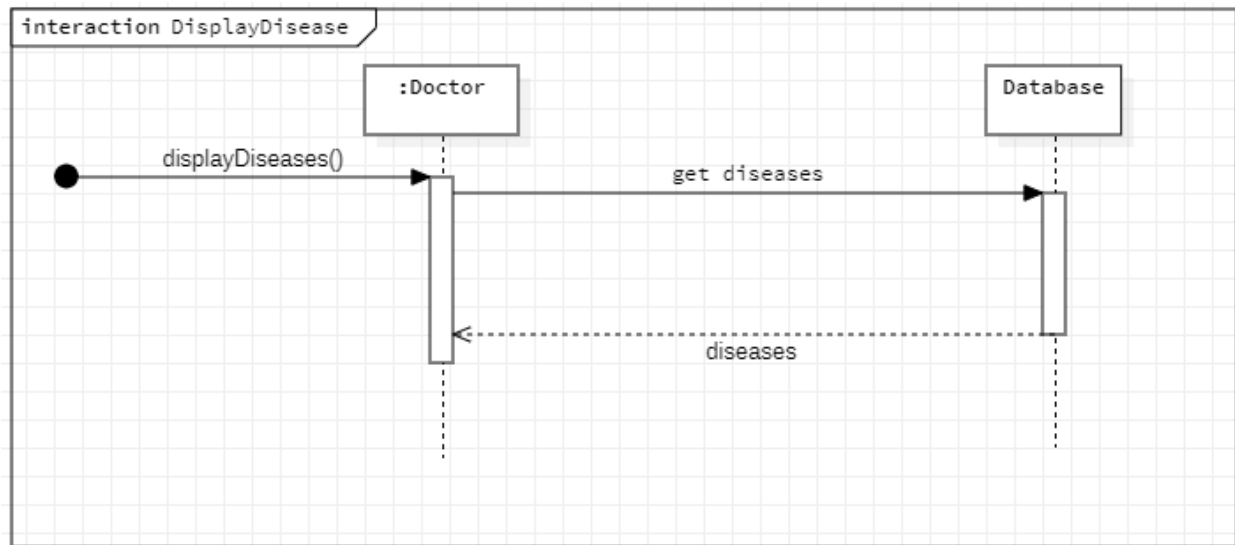 interaction DisplayDisease
:Doctor
Database
displayDiseases()
get diseases
diseases